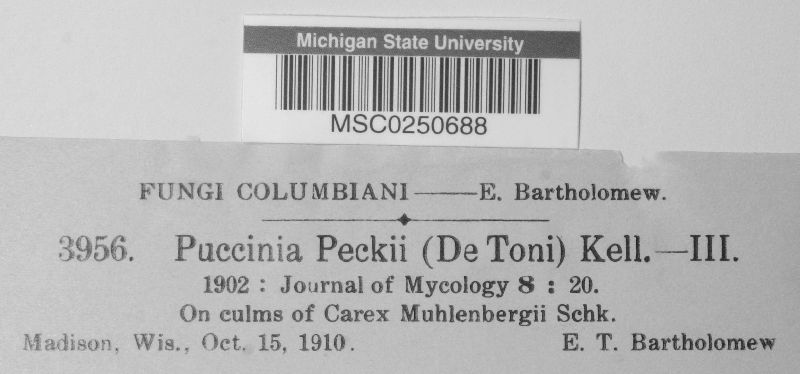 Michigan State University
MSC0250688
FUNGI COLUMBIANI——E. Bartholomew.
3956. Puccinia Peckii (De Toni) Kell.—III.
1902 : Journal of Mycology 8 : 20.
On culms of Carex Muhlenbergii Schk.
Madison, Wis., Oct. 15, 1910. E. T. Bartholomew